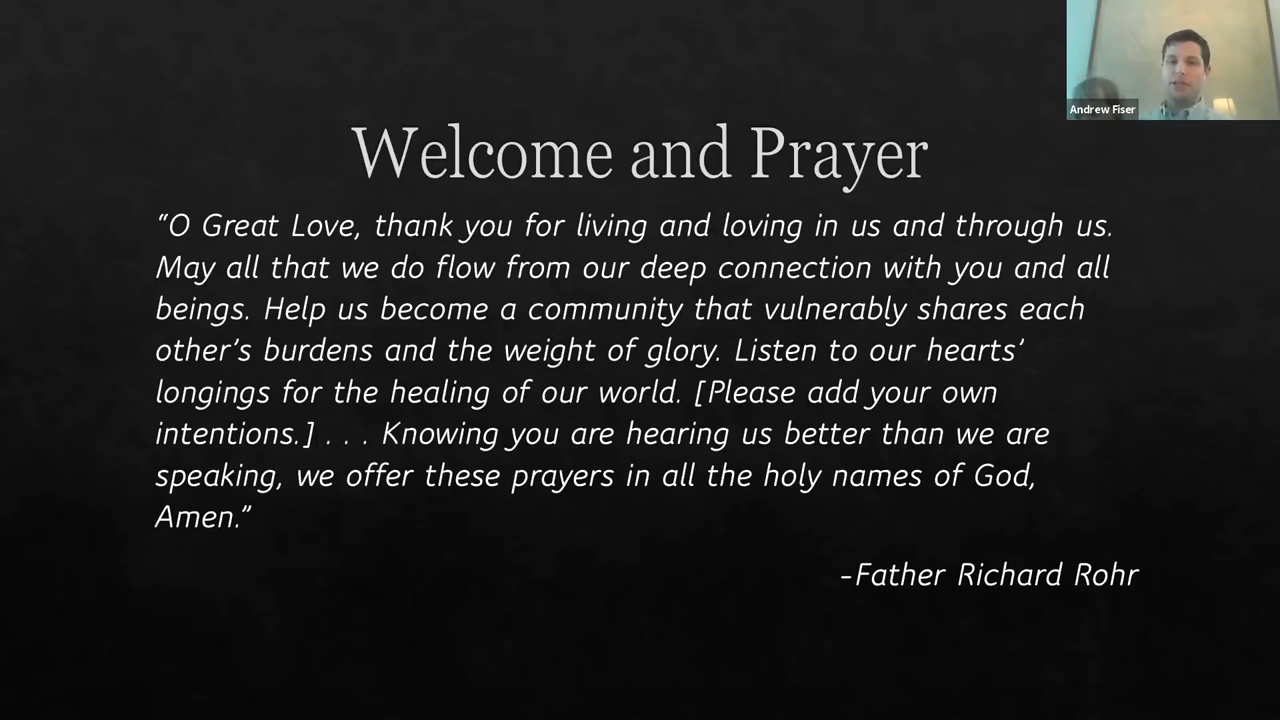 Andrew Fiser
Welcome and Prayer
“O Great Love, thank you for living and loving in us and through us.
May all that we do flow from our deep connection with you and all
beings. Help us become a community that vulnerably shares each
other’s burdens and the weight of glory. Listen to our hearts’
longings for the healing of our world. [Please add your own
intentions.] . . . Knowing you are hearing us better than we are
speaking, we offer these prayers in all the holy names of God,
Amen.”
-Father Richard Rohr